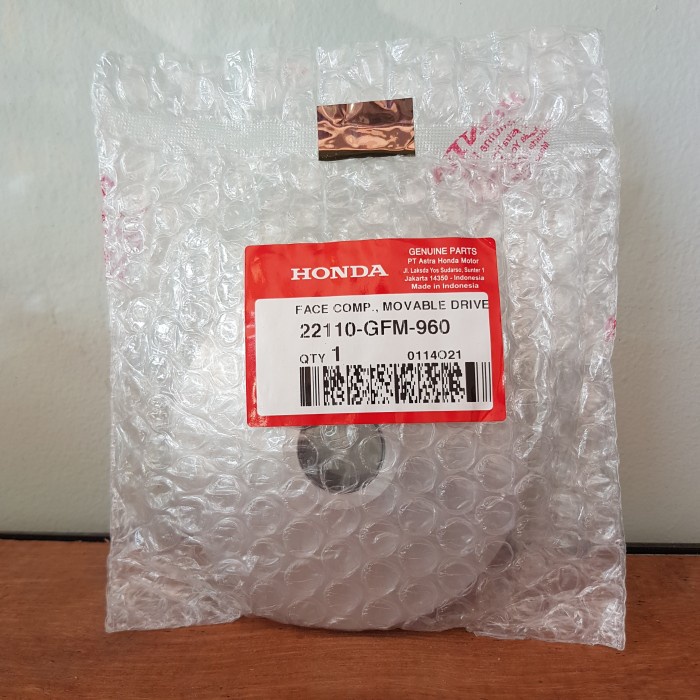 HONDA
GENUINE PARTS
PT Astra Honda Motor
Jl. Laksda Yos Sudarso, Sunter 1
Jakarta 14350 - Indonesia
Made in Indonesia
FACE COMP., MOVABLE DRIVE
22110-GFM-960
QTY 1 0114O21